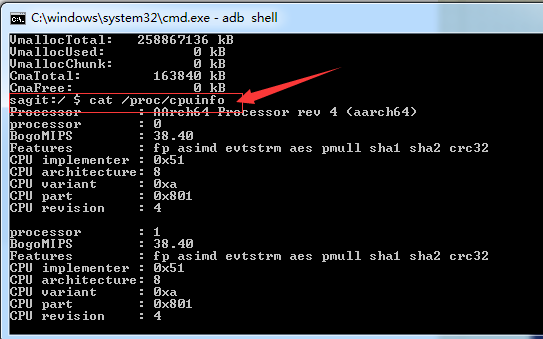 C:\windows\system32\cmd.exe - adb shell
VmallocTotal: 258867136 kB
VmallocUsed: 0 kB
VmallocChunk: 0 kB
CmaTotal: 163840 kB
CmaFree: 0 kB
sagit:/ $ cat /proc/cpuinfo
Processor : AArch64 Processor rev 4 (aarch64)
processor : 0
BogoMIPS : 38.40
Features : fp asimd evtstrm aes pmull sha1 sha2 crc32
CPU implementer : 0x51
CPU architecture: 8
CPU variant : 0xa
CPU part : 0x801
CPU revision : 4
processor : 1
BogoMIPS : 38.40
Features : fp asimd evtstrm aes pmull sha1 sha2 crc32
CPU implementer : 0x51
CPU architecture: 8
CPU variant : 0xa
CPU part : 0x801
CPU revision : 4